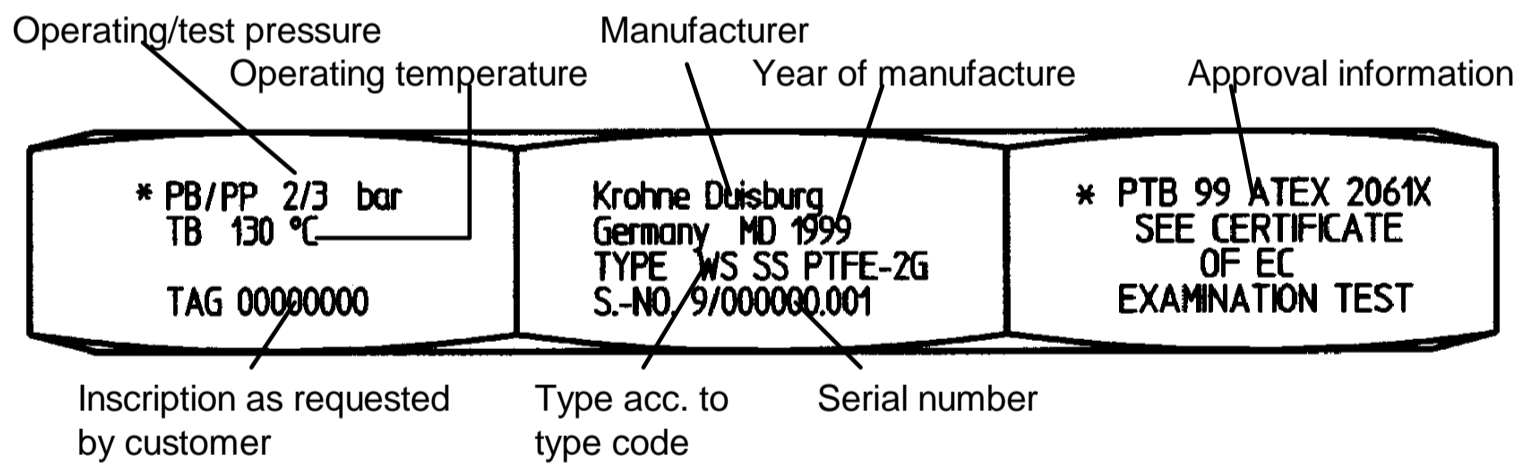 Operating/test pressure
Manufacturer
Operating temperature
Year of manufacture
Approval information
* PB/PP 2/3 bar
TB 130 °C
TAG 00000000
Krohne Duisburg
Germany MD 1999
TYPE WS SS PTFE-2G
S.-NO. 9/000000.001
* PTB 99 ATEX 2061X
SEE CERTIFICATE
OF EC
EXAMINATION TEST
Inscription as requested
by customer
Type acc. to
type code
Serial number